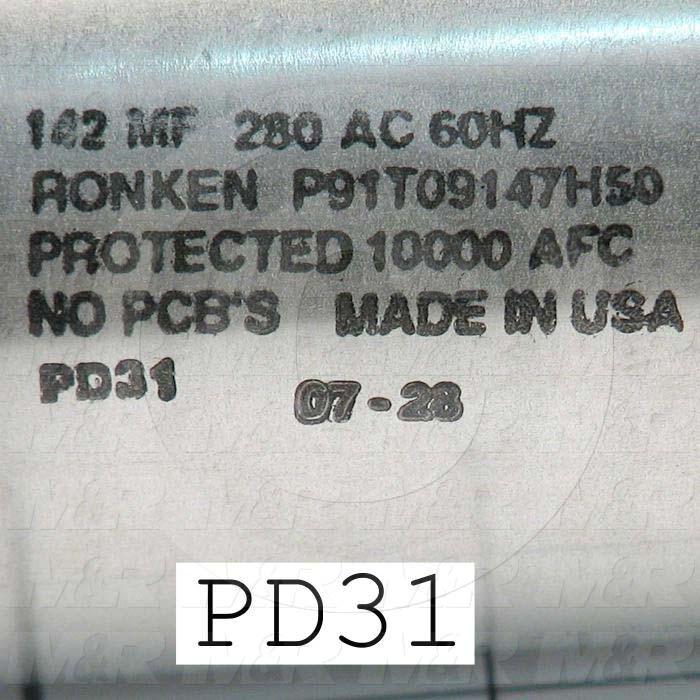 142 MF 280 AC 60HZ
RONKEN P91T09147H50
PROTECTED 10000 AFC
NO PCB'S MADE IN USA
PD31 07-28
PD31